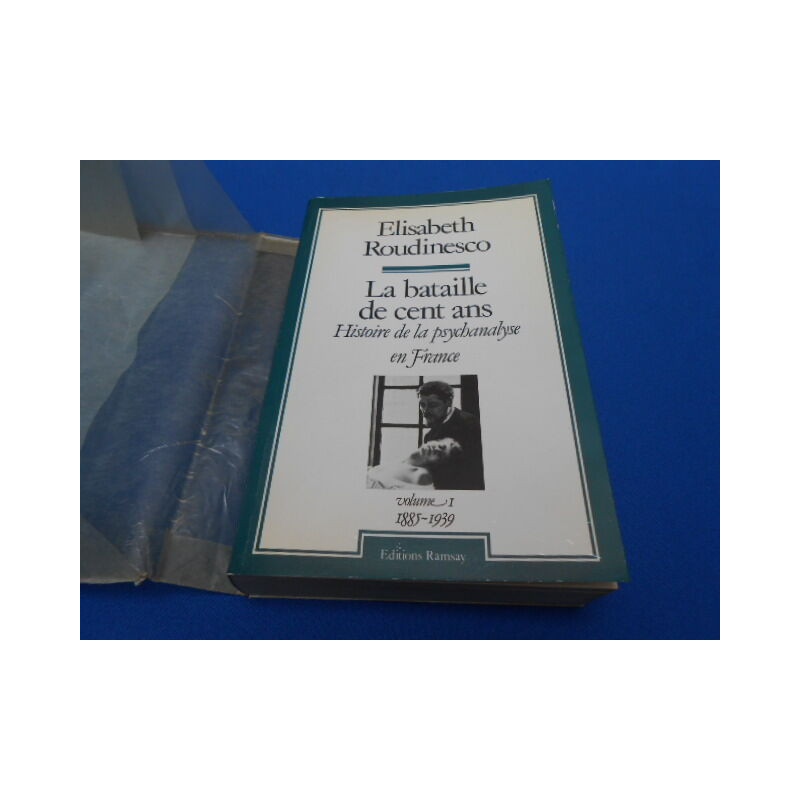 Elisabeth
Roudinesco
La bataille
de cent ans
Histoire de la psychanalyse
en France
volume 1
1885~1939
Editions Ramsay